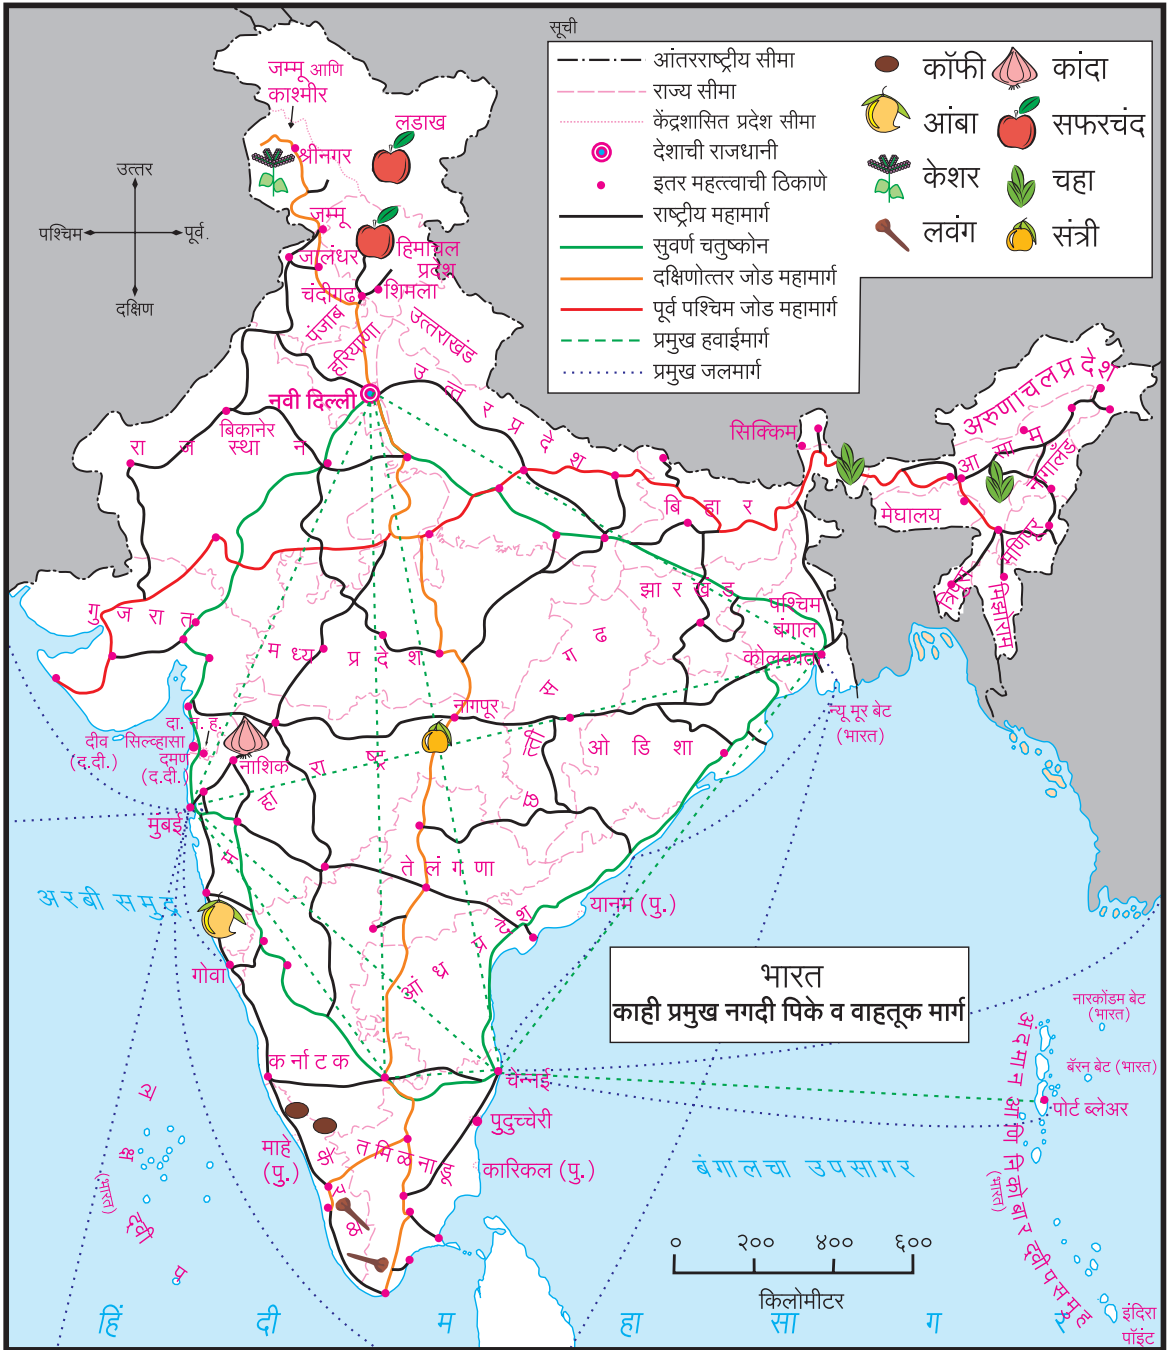 सूची
आंतरराष्ट्रीय सीमा
राज्य सीमा
केंद्रशासित प्रदेश सीमा
देशाची राजधानी
इतर महत्त्वाची ठिकाणे
राष्ट्रीय महामार्ग
सुवर्ण चतुष्कोन
दक्षिणोत्तर जोड महामार्ग
पूर्व पश्चिम जोड महामार्ग
प्रमुख हवाईमार्ग
प्रमुख जलमार्ग
कॉफी
कांदा
आंबा
सफरचंद
केशर
चहा
लवंग
संत्री
उत्तर
पश्चिम
पूर्व.
दक्षिण
जम्मू आणि
काश्मीर
लडाख
श्रीनगर
जम्मू
जालंधर
हिमाचल
प्रदेश
चंदीगढ
शिमला
पंजाब
हरियाणा
उत्तराखंड
नवी दिल्ली
उत्तर प्रदेश
बिकानेर
राजस्थान
सिक्किम
अरुणाचल प्रदेश
आसाम
नागालँड
मेघालय
मणिपूर
त्रिपुरा
मिझोराम
बिहार
झारखंड
पश्चिम
बंगाल
कोलकाता
गुजरात
मध्य प्रदेश
छत्तीसगढ
नागपूर
ओडिशा
न्यू मूर बेट
(भारत)
दा. न. ह.
दीव
(द.दी.)
सिल्व्हासा
दमण
(द.दी.)
नाशिक
महाराष्ट्र
मुंबई
तेलंगणा
अरबी समुद्र
यानम (पु.)
आंध्र प्रदेश
गोवा
भारत
काही प्रमुख नगदी पिके व वाहतूक मार्ग
कर्नाटक
चेन्नई
पुदुच्चेरी
माहे
(पु.)
तमिळनाडू
कारिकल (पु.)
केरळ
लक्षद्वीप
(भारत)
बंगालचा उपसागर
नारकोंडम बेट
(भारत)
बॅरन बेट (भारत)
पोर्ट ब्लेअर
अंदमान आणि निकोबार द्वीपसमूह
(भारत)
इंदिरा
पॉइंट
० २०० ४०० ६००
किलोमीटर
हिंदी महासागर